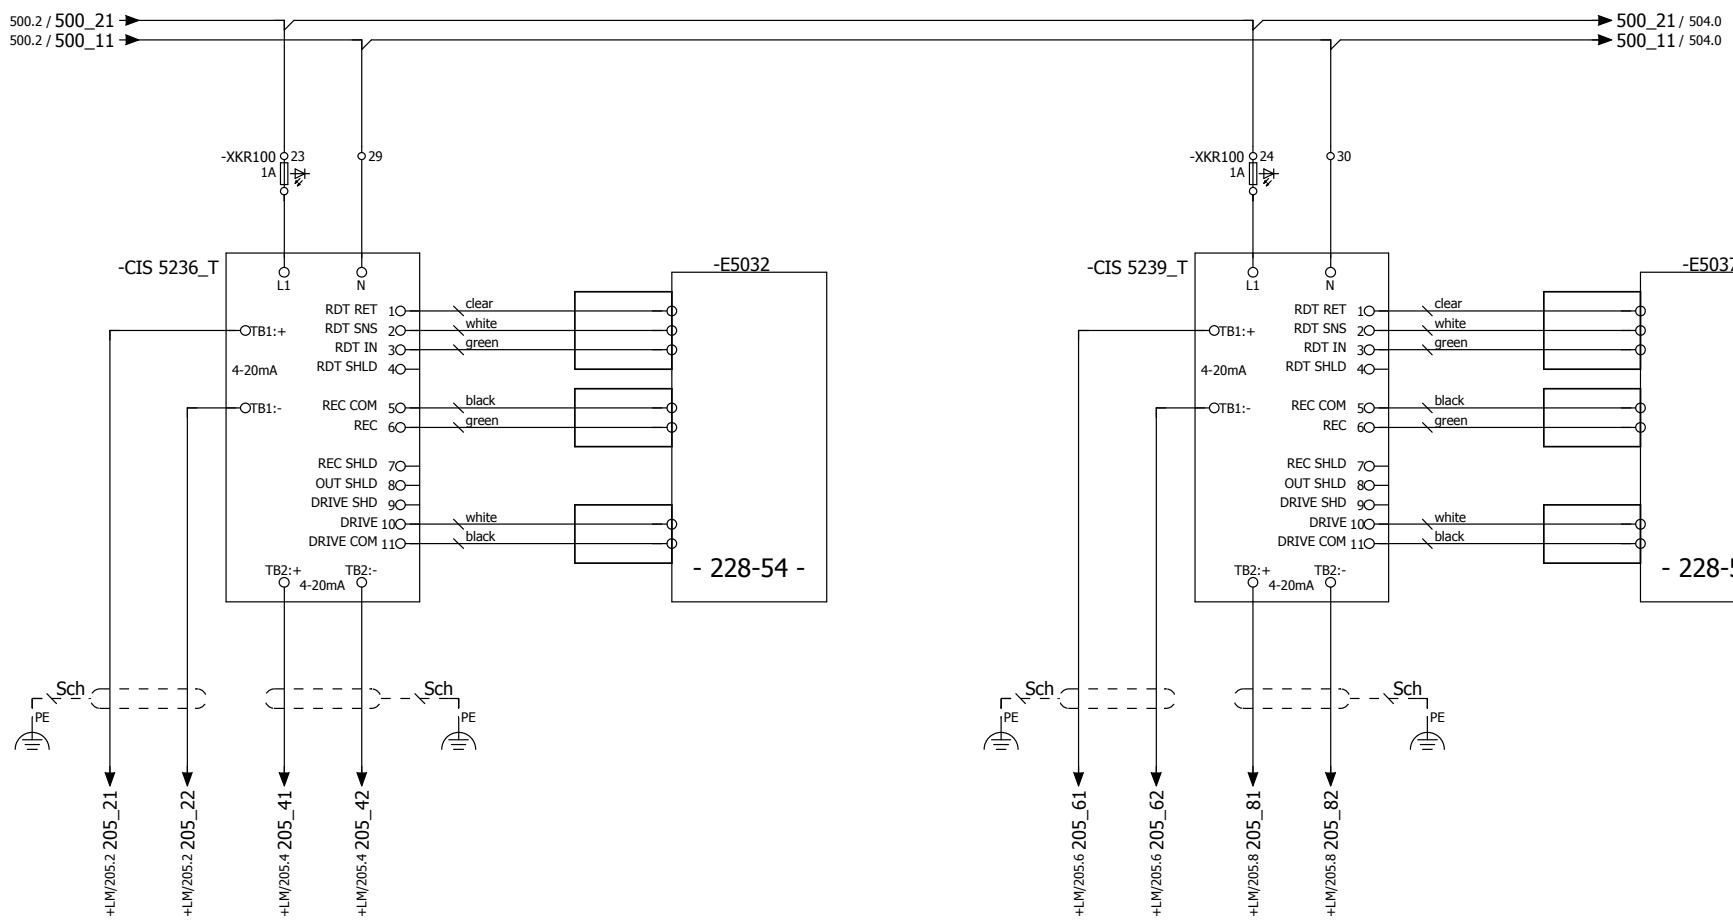 500.2 / 500_21
500_21 / 504.0
500.2 / 500_11
500_11 / 504.0
-XKR100 23
1A
29
-XKR100 24
1A
30
-CIS 5236_T
L1
N
RDT RET 1
RDT SNS 2
RDT IN 3
RDT SHLD 4
REC COM 5
REC 6
REC SHLD 7
OUT SHLD 8
DRIVE SHD 9
DRIVE 10
DRIVE COM 11
TB1:+
4-20mA
TB1:-
TB2:+
TB2:-
4-20mA
clear
white
green
black
green
white
black
-E5032
- 228-54 -
-CIS 5239_T
L1
N
RDT RET 1
RDT SNS 2
RDT IN 3
RDT SHLD 4
REC COM 5
REC 6
REC SHLD 7
OUT SHLD 8
DRIVE SHD 9
DRIVE 10
DRIVE COM 11
TB1:+
4-20mA
TB1:-
TB2:+
TB2:-
4-20mA
clear
white
green
black
green
white
black
-E5037
- 228-5
Sch
PE
Sch
PE
Sch
PE
Sch
PE
+LM/205.2 205_21
+LM/205.2 205_22
+LM/205.4 205_41
+LM/205.4 205_42
+LM/205.6 205_61
+LM/205.6 205_62
+LM/205.8 205_81
+LM/205.8 205_82